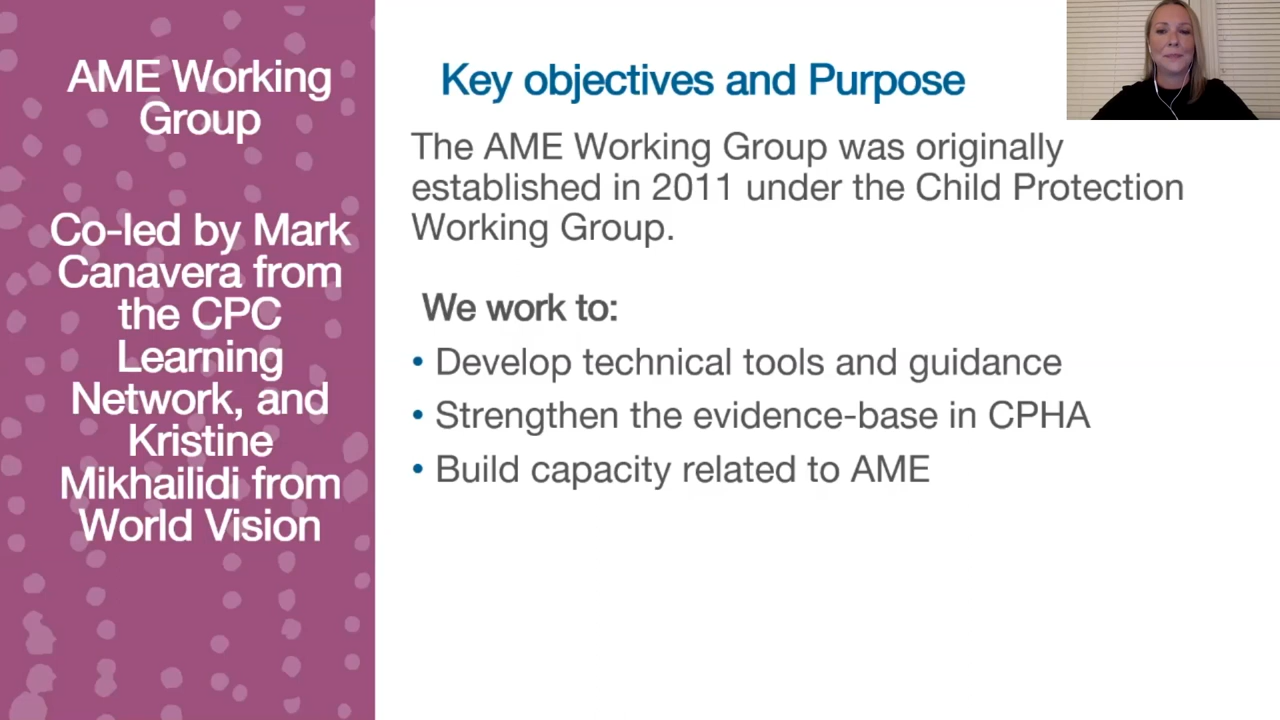 AME Working
Group
Co-led by Mark
Canavera from
the CPC
Learning
Network, and
Kristine
Mikhailidi from
World Vision
Key objectives and Purpose
The AME Working Group was originally
established in 2011 under the Child Protection
Working Group.
We work to:
• Develop technical tools and guidance
• Strengthen the evidence-base in CPHA
• Build capacity related to AME